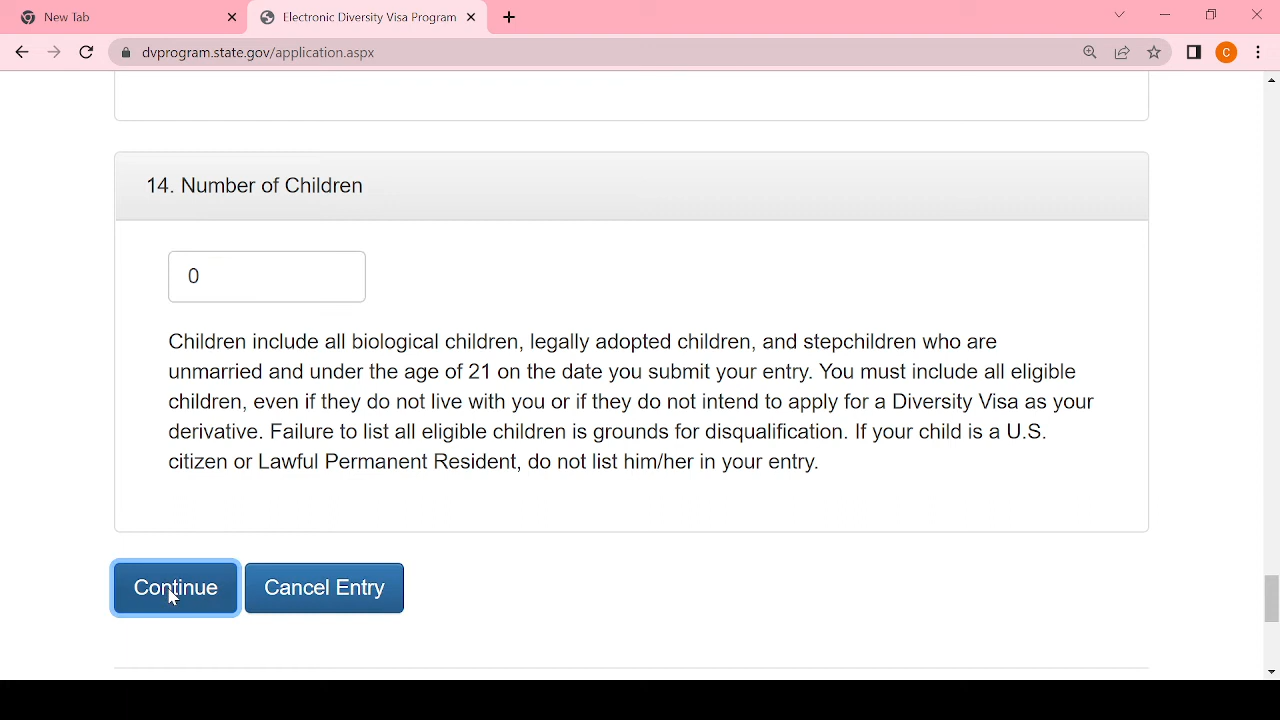 New Tab
Electronic Diversity Visa Program
dvprogram.state.gov/application.aspx
C
14. Number of Children
0
Children include all biological children, legally adopted children, and stepchildren who are
unmarried and under the age of 21 on the date you submit your entry. You must include all eligible
children, even if they do not live with you or if they do not intend to apply for a Diversity Visa as your
derivative. Failure to list all eligible children is grounds for disqualification. If your child is a U.S.
citizen or Lawful Permanent Resident, do not list him/her in your entry.
Continue
Cancel Entry